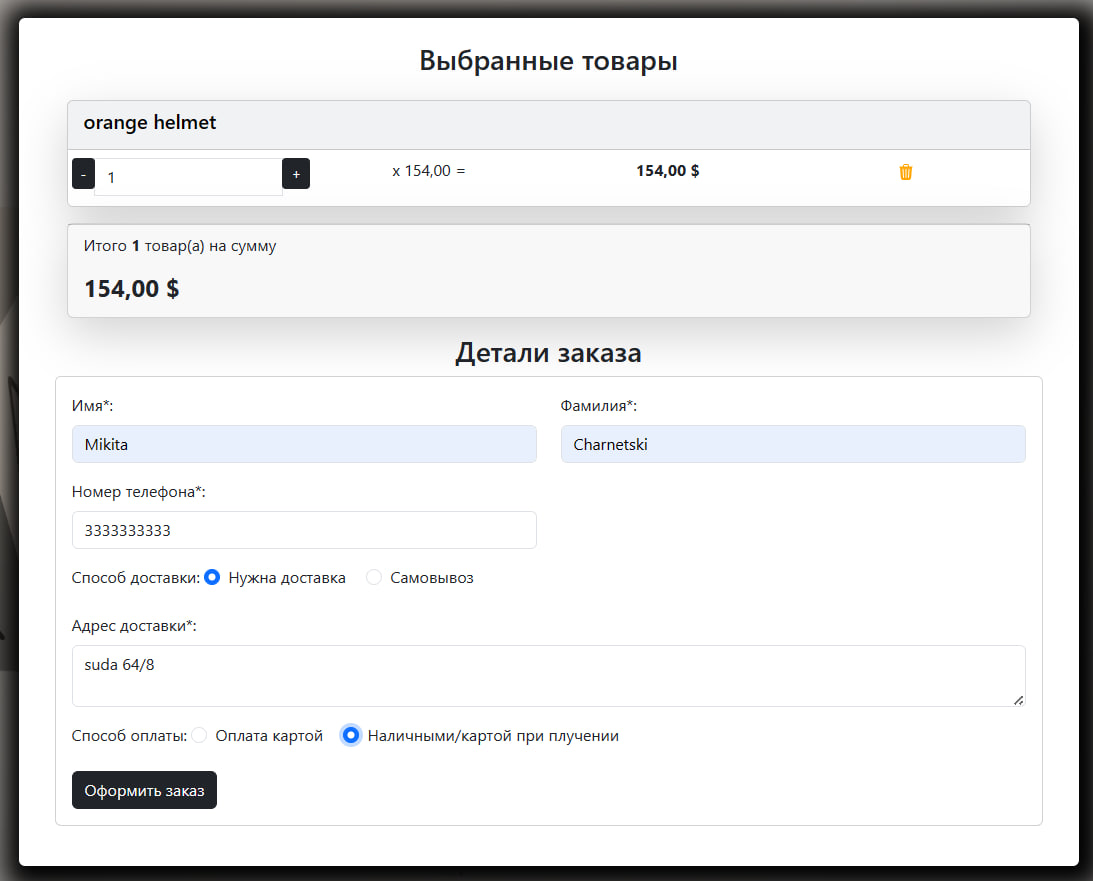 Выбранные товары
orange helmet
- 1 + x 154,00 = 154,00 $
Итого 1 товар(а) на сумму
154,00 $
Детали заказа
Имя*: Фамилия*:
Mikita Charnetski
Номер телефона*:
3333333333
Способ доставки: Нужна доставка Самовывоз
Адрес доставки*:
suda 64/8
Способ оплаты: Оплата картой Наличными/картой при плучении
Оформить заказ